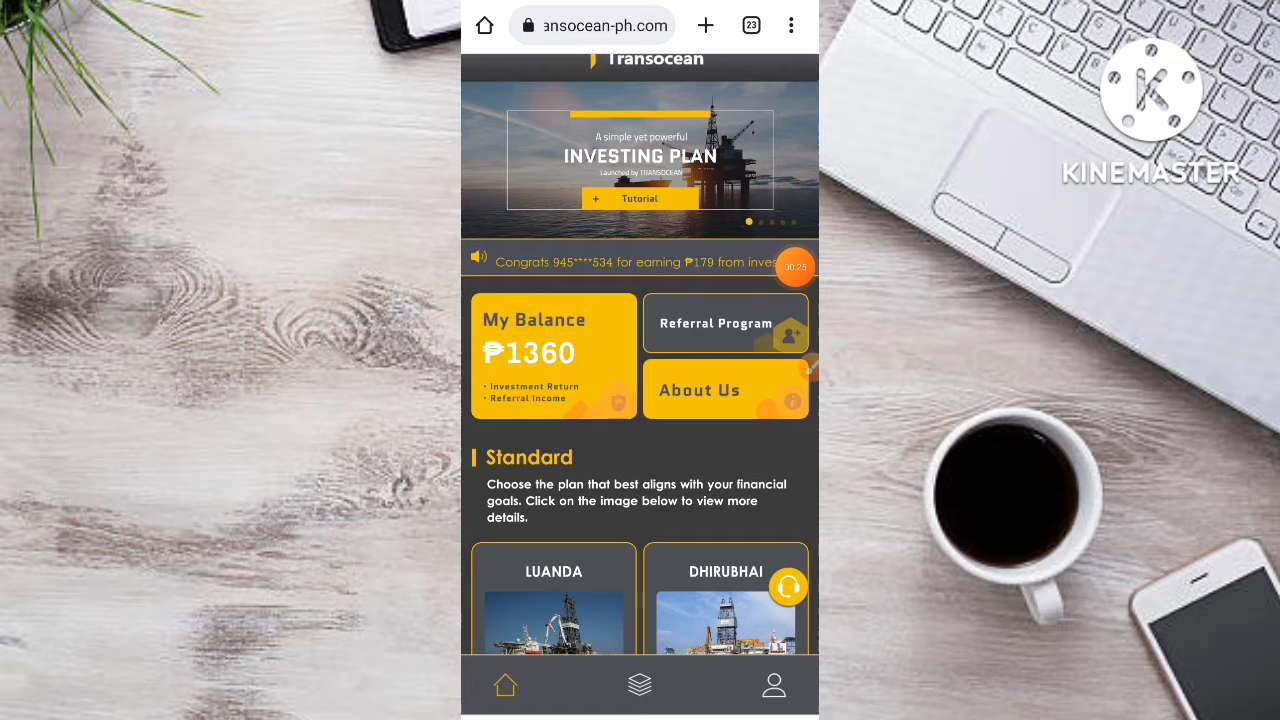 ansocean-ph.com
23
Transocean
A simple yet powerful
INVESTING PLAN
Launched by TRANSOCEAN
+ Tutorial
Congrats 945****534 for earning ₱179 from inves
00:25
My Balance
₱1360
• Investment Return
• Referral Income
Referral Program
About Us
Standard
Choose the plan that best aligns with your financial
goals. Click on the image below to view more
details.
LUANDA
DHIRUBHAI
K
KINEMASTER